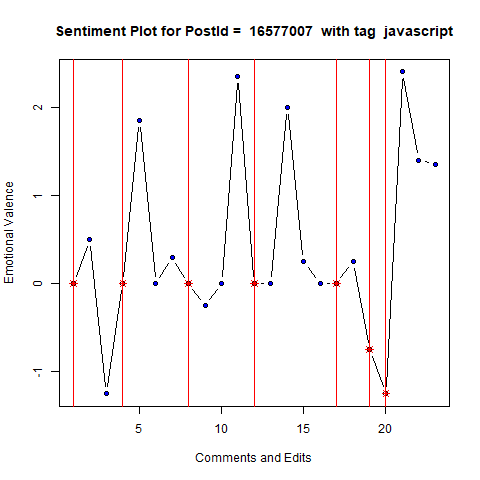 Sentiment Plot for PostId =  16577007  with tag  javascript
Emotional Valence
2
1
0
-1
5
10
15
20
Comments and Edits